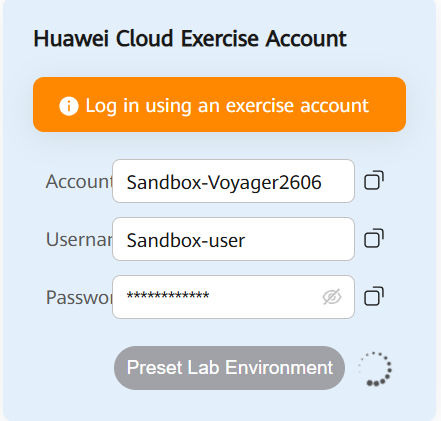 Huawei Cloud Exercise Account
Log in using an exercise account
Account Sandbox-Voyager2606
Usernar Sandbox-user
Passwo ************
Preset Lab Environment